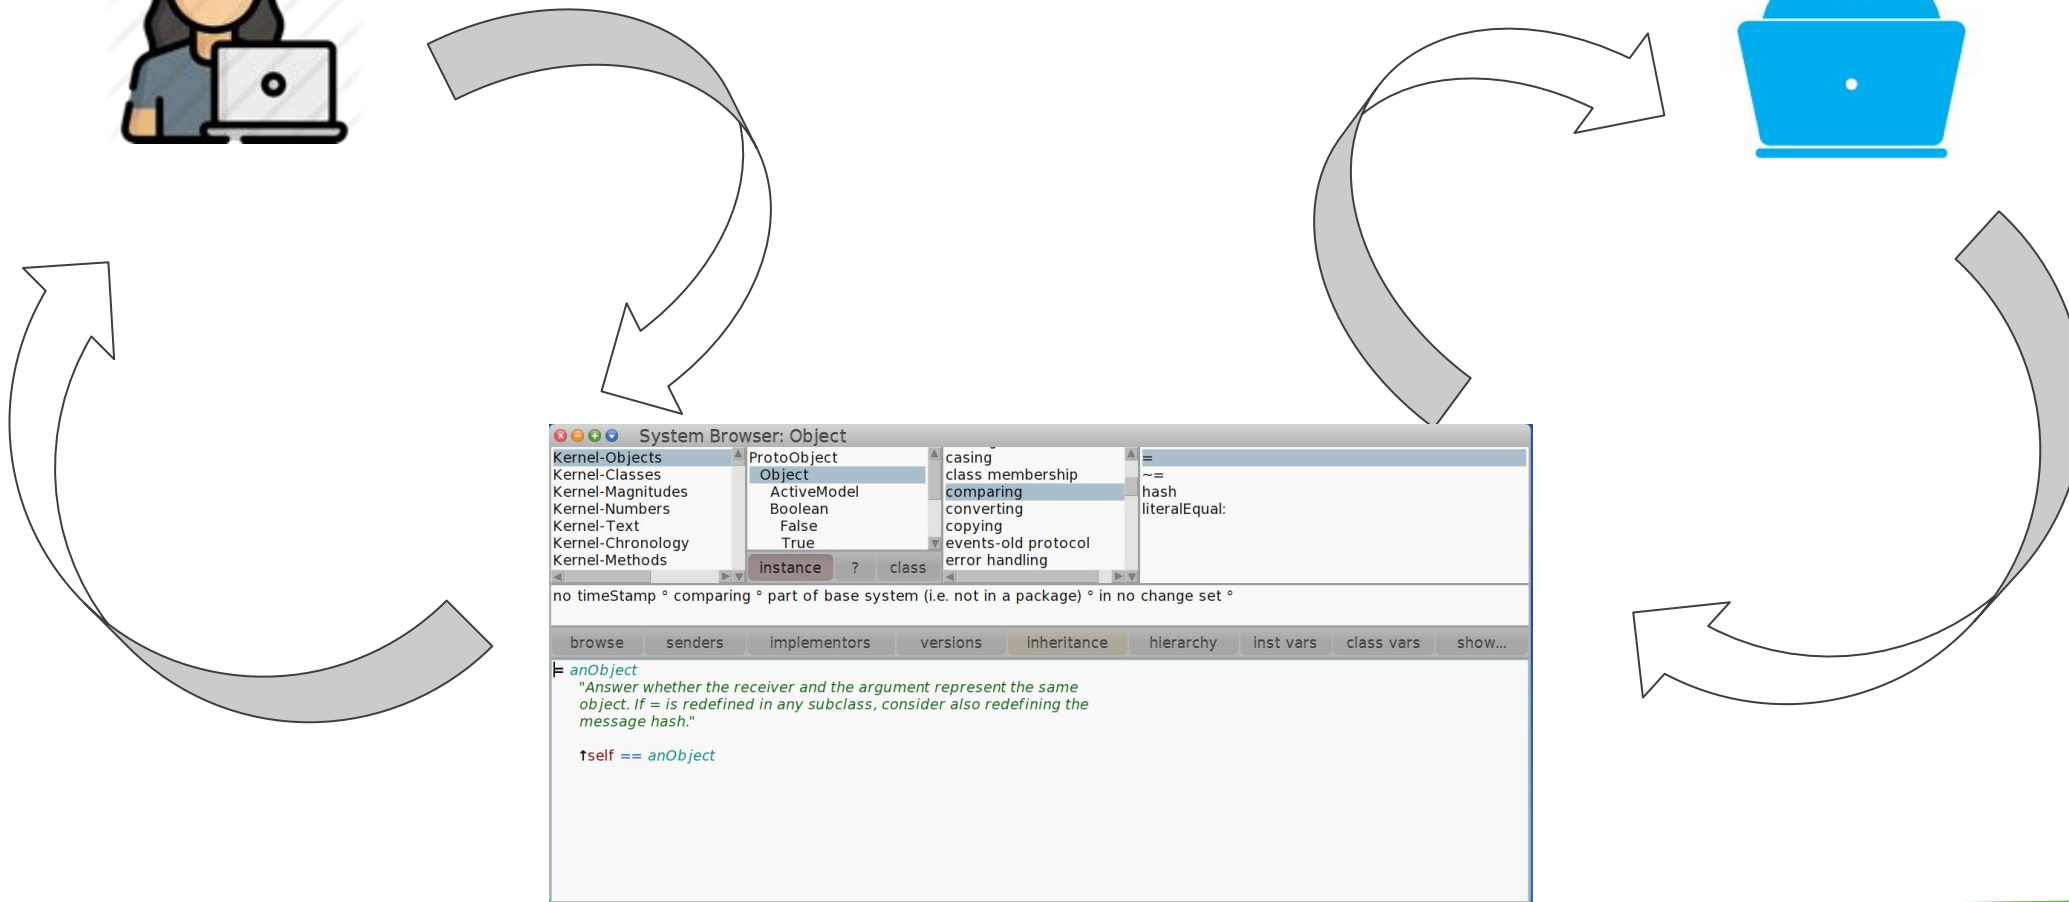 System Browser: Object
Kernel-Objects
Kernel-Classes
Kernel-Magnitudes
Kernel-Numbers
Kernel-Text
Kernel-Chronology
Kernel-Methods
ProtoObject
Object
ActiveModel
Boolean
False
True
instance ? class
casing
class membership
comparing
converting
copying
events-old protocol
error handling
=
~=
hash
literalEqual:
no timeStamp ° comparing ° part of base system (i.e. not in a package) ° in no change set °
browse senders implementors versions inheritance hierarchy inst vars class vars show...
= anObject
"Answer whether the receiver and the argument represent the same
object. If = is redefined in any subclass, consider also redefining the
message hash."
↑self == anObject